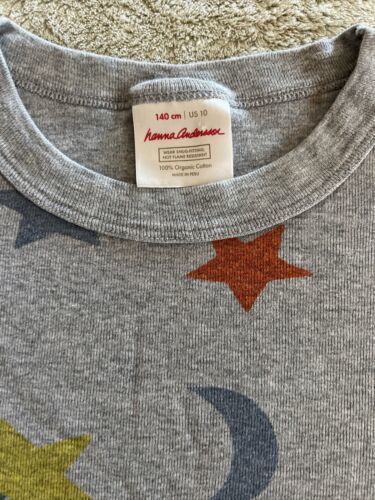 140 cm | US 10
hanna andersson
WEAR SNUG-FITTING,
NOT FLAME RESISTANT
100% Organic Cotton
MADE IN PERU